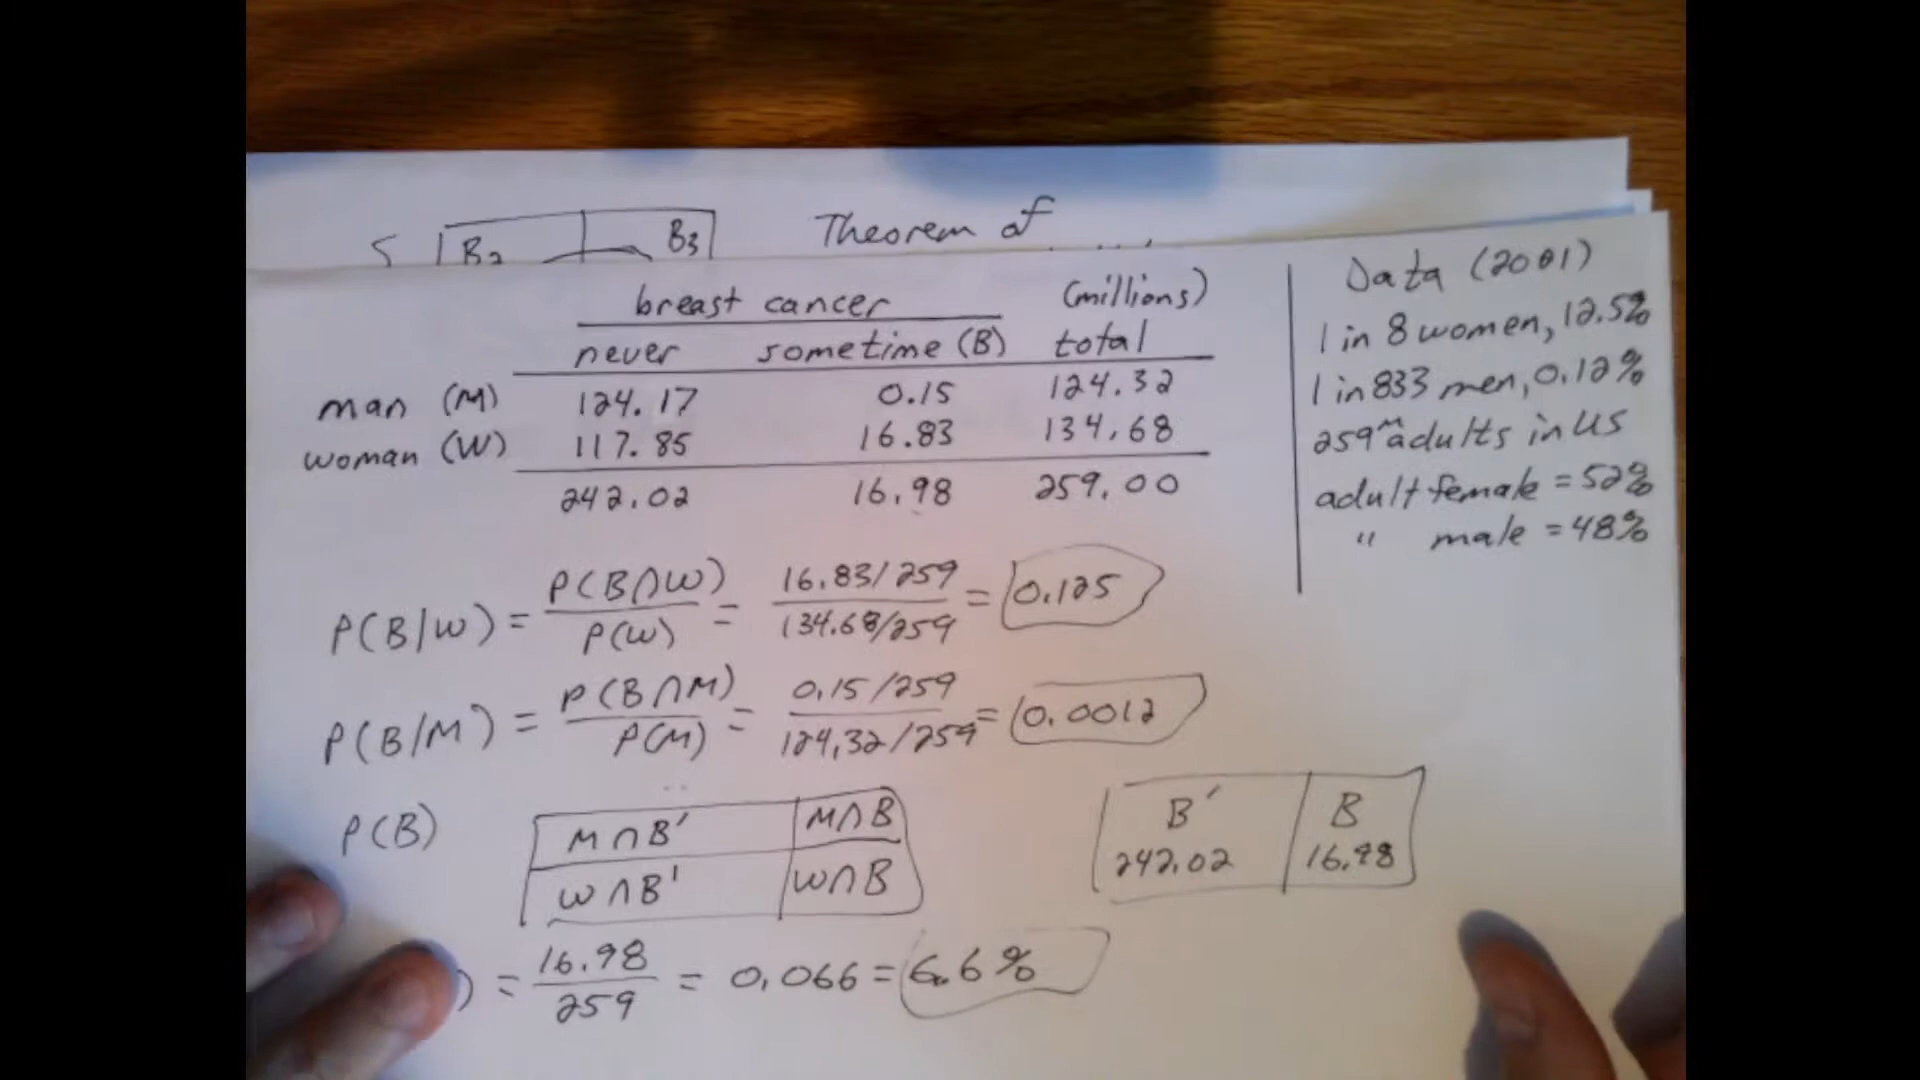 S B2 B3 Theorem of
breast cancer (millions)
never sometime (B) total
man (M) 124.17 0.15 124.32
woman (W) 117.85 16.83 134.68
242.02 16.98 259.00
Data (2001)
1 in 8 women, 12.5%
1 in 833 men, 0.12%
259 m adults in US
adult female = 52%
" male = 48%
P(B/W) = P(B∩W) / P(W) = 16.83/259 / 134.68/259 = 0.125
P(B/M) = P(B∩M) / P(M) = 0.15/259 / 124.32/259 = 0.0012
P(B)
M∩B' M∩B
W∩B' W∩B
B' B
242.02 16.98
) = 16.98 / 259 = 0.066 = 6.6%